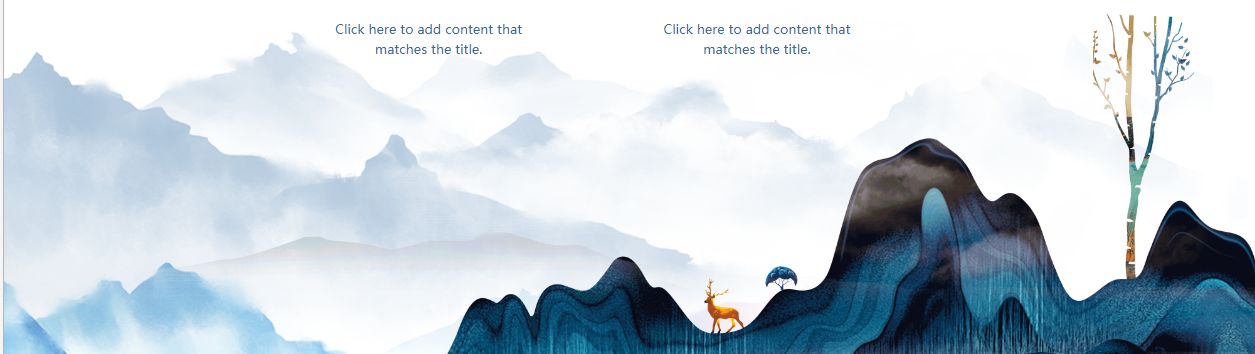 Click here to add content that
matches the title.
Click here to add content that
matches the title.